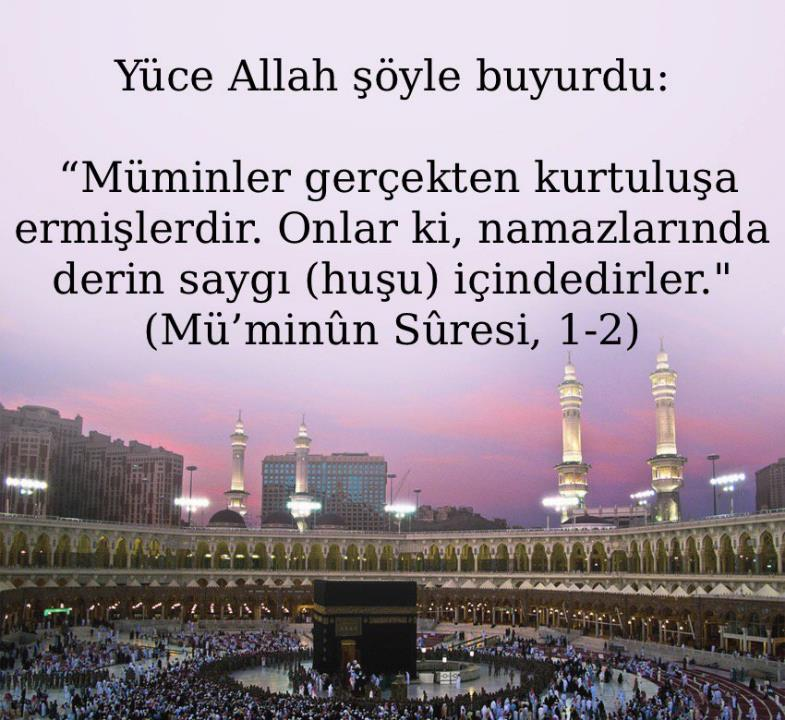 Yüce Allah şöyle buyurdu:
“Müminler gerçekten kurtuluşa
ermişlerdir. Onlar ki, namazlarında
derin saygı (huşu) içindedirler."
(Mü’minûn Sûresi, 1-2)